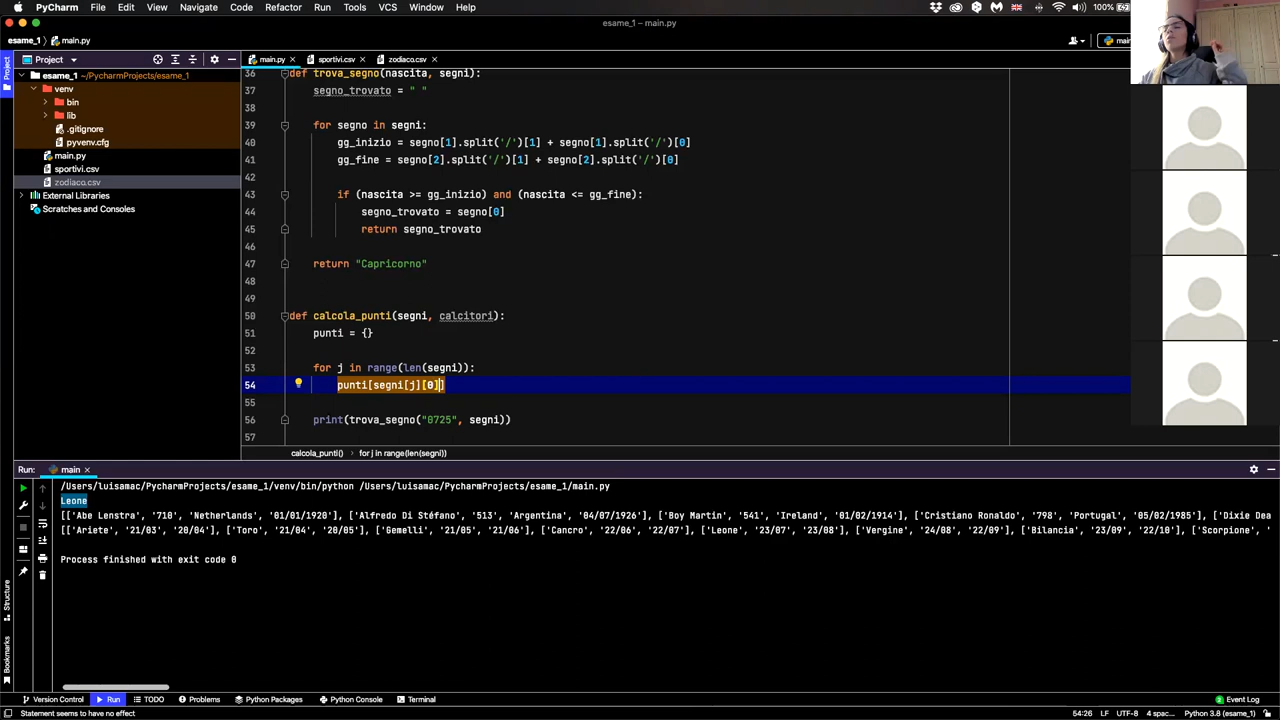 PyCharm File Edit View Navigate Code Refactor Run Tools VCS Window Help 100%
esame_1 – main.py
esame_1 main.py
main.
Project
main.py sportivi.csv zodiaco.csv
Project
esame_1 ~/PycharmProjects/esame_1
venv
bin
lib
.gitignore
pyvenv.cfg
main.py
sportivi.csv
zodiaco.csv
External Libraries
Scratches and Consoles
36 def trova_segno(nascita, segni):
37 segno_trovato = " "
38
39 for segno in segni:
40 gg_inizio = segno[1].split('/')[1] + segno[1].split('/')[0]
41 gg_fine = segno[2].split('/')[1] + segno[2].split('/')[0]
42
43 if (nascita >= gg_inizio) and (nascita <= gg_fine):
44 segno_trovato = segno[0]
45 return segno_trovato
46
47 return "Capricorno"
48
49
50 def calcola_punti(segni, calcitori):
51 punti = {}
52
53 for j in range(len(segni)):
54 punti[segni[j][0]]
55
56 print(trova_segno("0725", segni))
57
calcola_punti() for j in range(len(segni))
Run: main
/Users/luisamac/PycharmProjects/esame_1/venv/bin/python /Users/luisamac/PycharmProjects/esame_1/main.py
Leone
[['Abe Lenstra', '710', 'Netherlands', '01/01/1920'], ['Alfredo Di Stéfano', '513', 'Argentina', '04/07/1926'], ['Boy Martin', '541', 'Ireland', '01/02/1914'], ['Cristiano Ronaldo', '798', 'Portugal', '05/02/1985'], ['Dixie Dea
[['Ariete', '21/03', '20/04'], ['Toro', '21/04', '20/05'], ['Gemelli', '21/05', '21/06'], ['Cancro', '22/06', '22/07'], ['Leone', '23/07', '23/08'], ['Vergine', '24/08', '22/09'], ['Bilancia', '23/09', '22/10'], ['Scorpione', '
Process finished with exit code 0
Structure
Bookmarks
Version Control Run TODO Problems Python Packages Python Console Terminal Event Log
Statement seems to have no effect 54:26 LF UTF-8 4 spac.. Python 3.8 (esame_1)